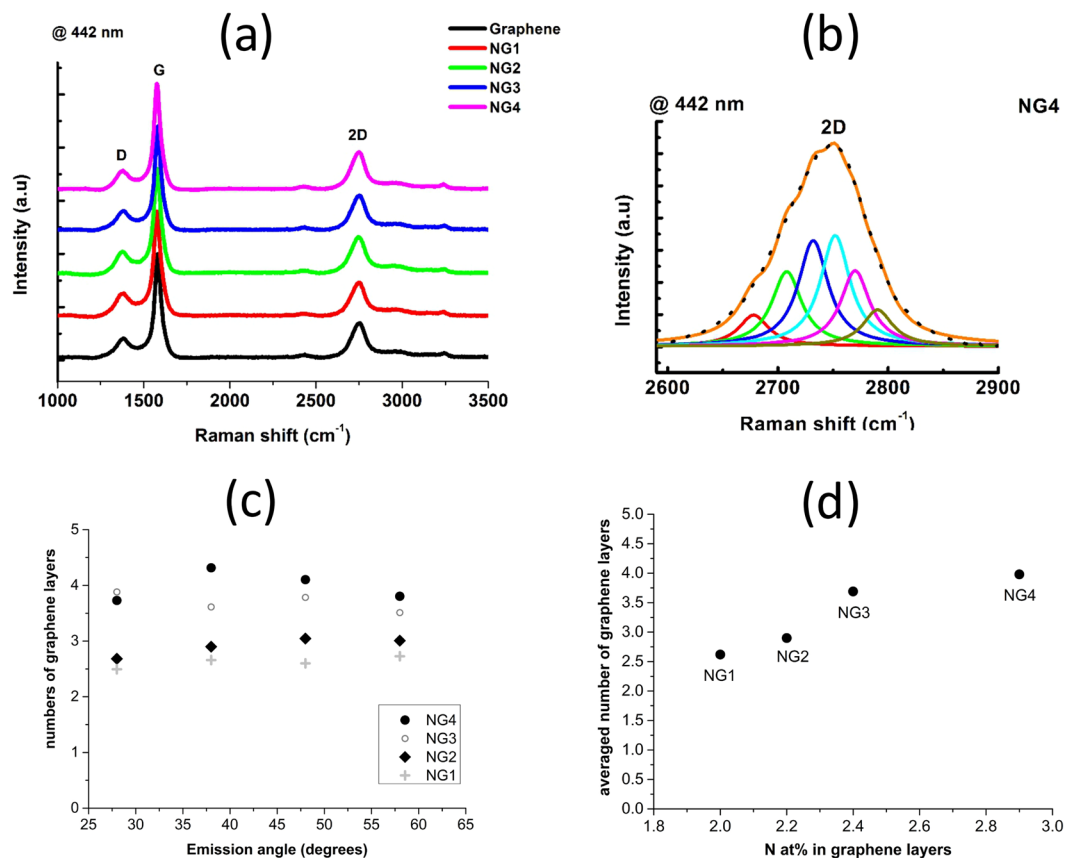 (a)
@ 442 nm
Graphene
NG1
NG2
NG3
NG4
G
D
2D
Intensity (a.u)
1000 1500 2000 2500 3000 3500
Raman shift (cm⁻¹)
(b)
@ 442 nm
NG4
2D
Intensity (a.u)
2600 2700 2800 2900
Raman shift (cm⁻¹)
(c)
numbers of graphene layers
5
4
3
2
1
0
NG4
NG3
NG2
NG1
25 30 35 40 45 50 55 60 65
Emission angle (degrees)
(d)
averaged number of graphene layers
5.0
4.5
4.0
3.5
3.0
2.5
2.0
1.5
1.0
0.5
0.0
NG1
NG2
NG3
NG4
1.8 2.0 2.2 2.4 2.6 2.8 3.0
N at% in graphene layers